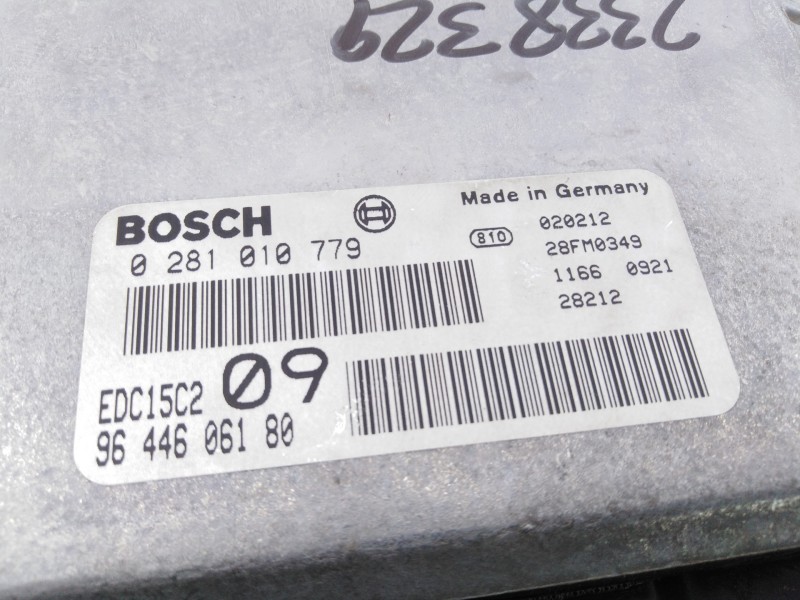 BOSCH
0 281 010 779
EDC15C2 09
96 446 061 80
Made in Germany
810
020212
28FM0349
1166 0921
28212